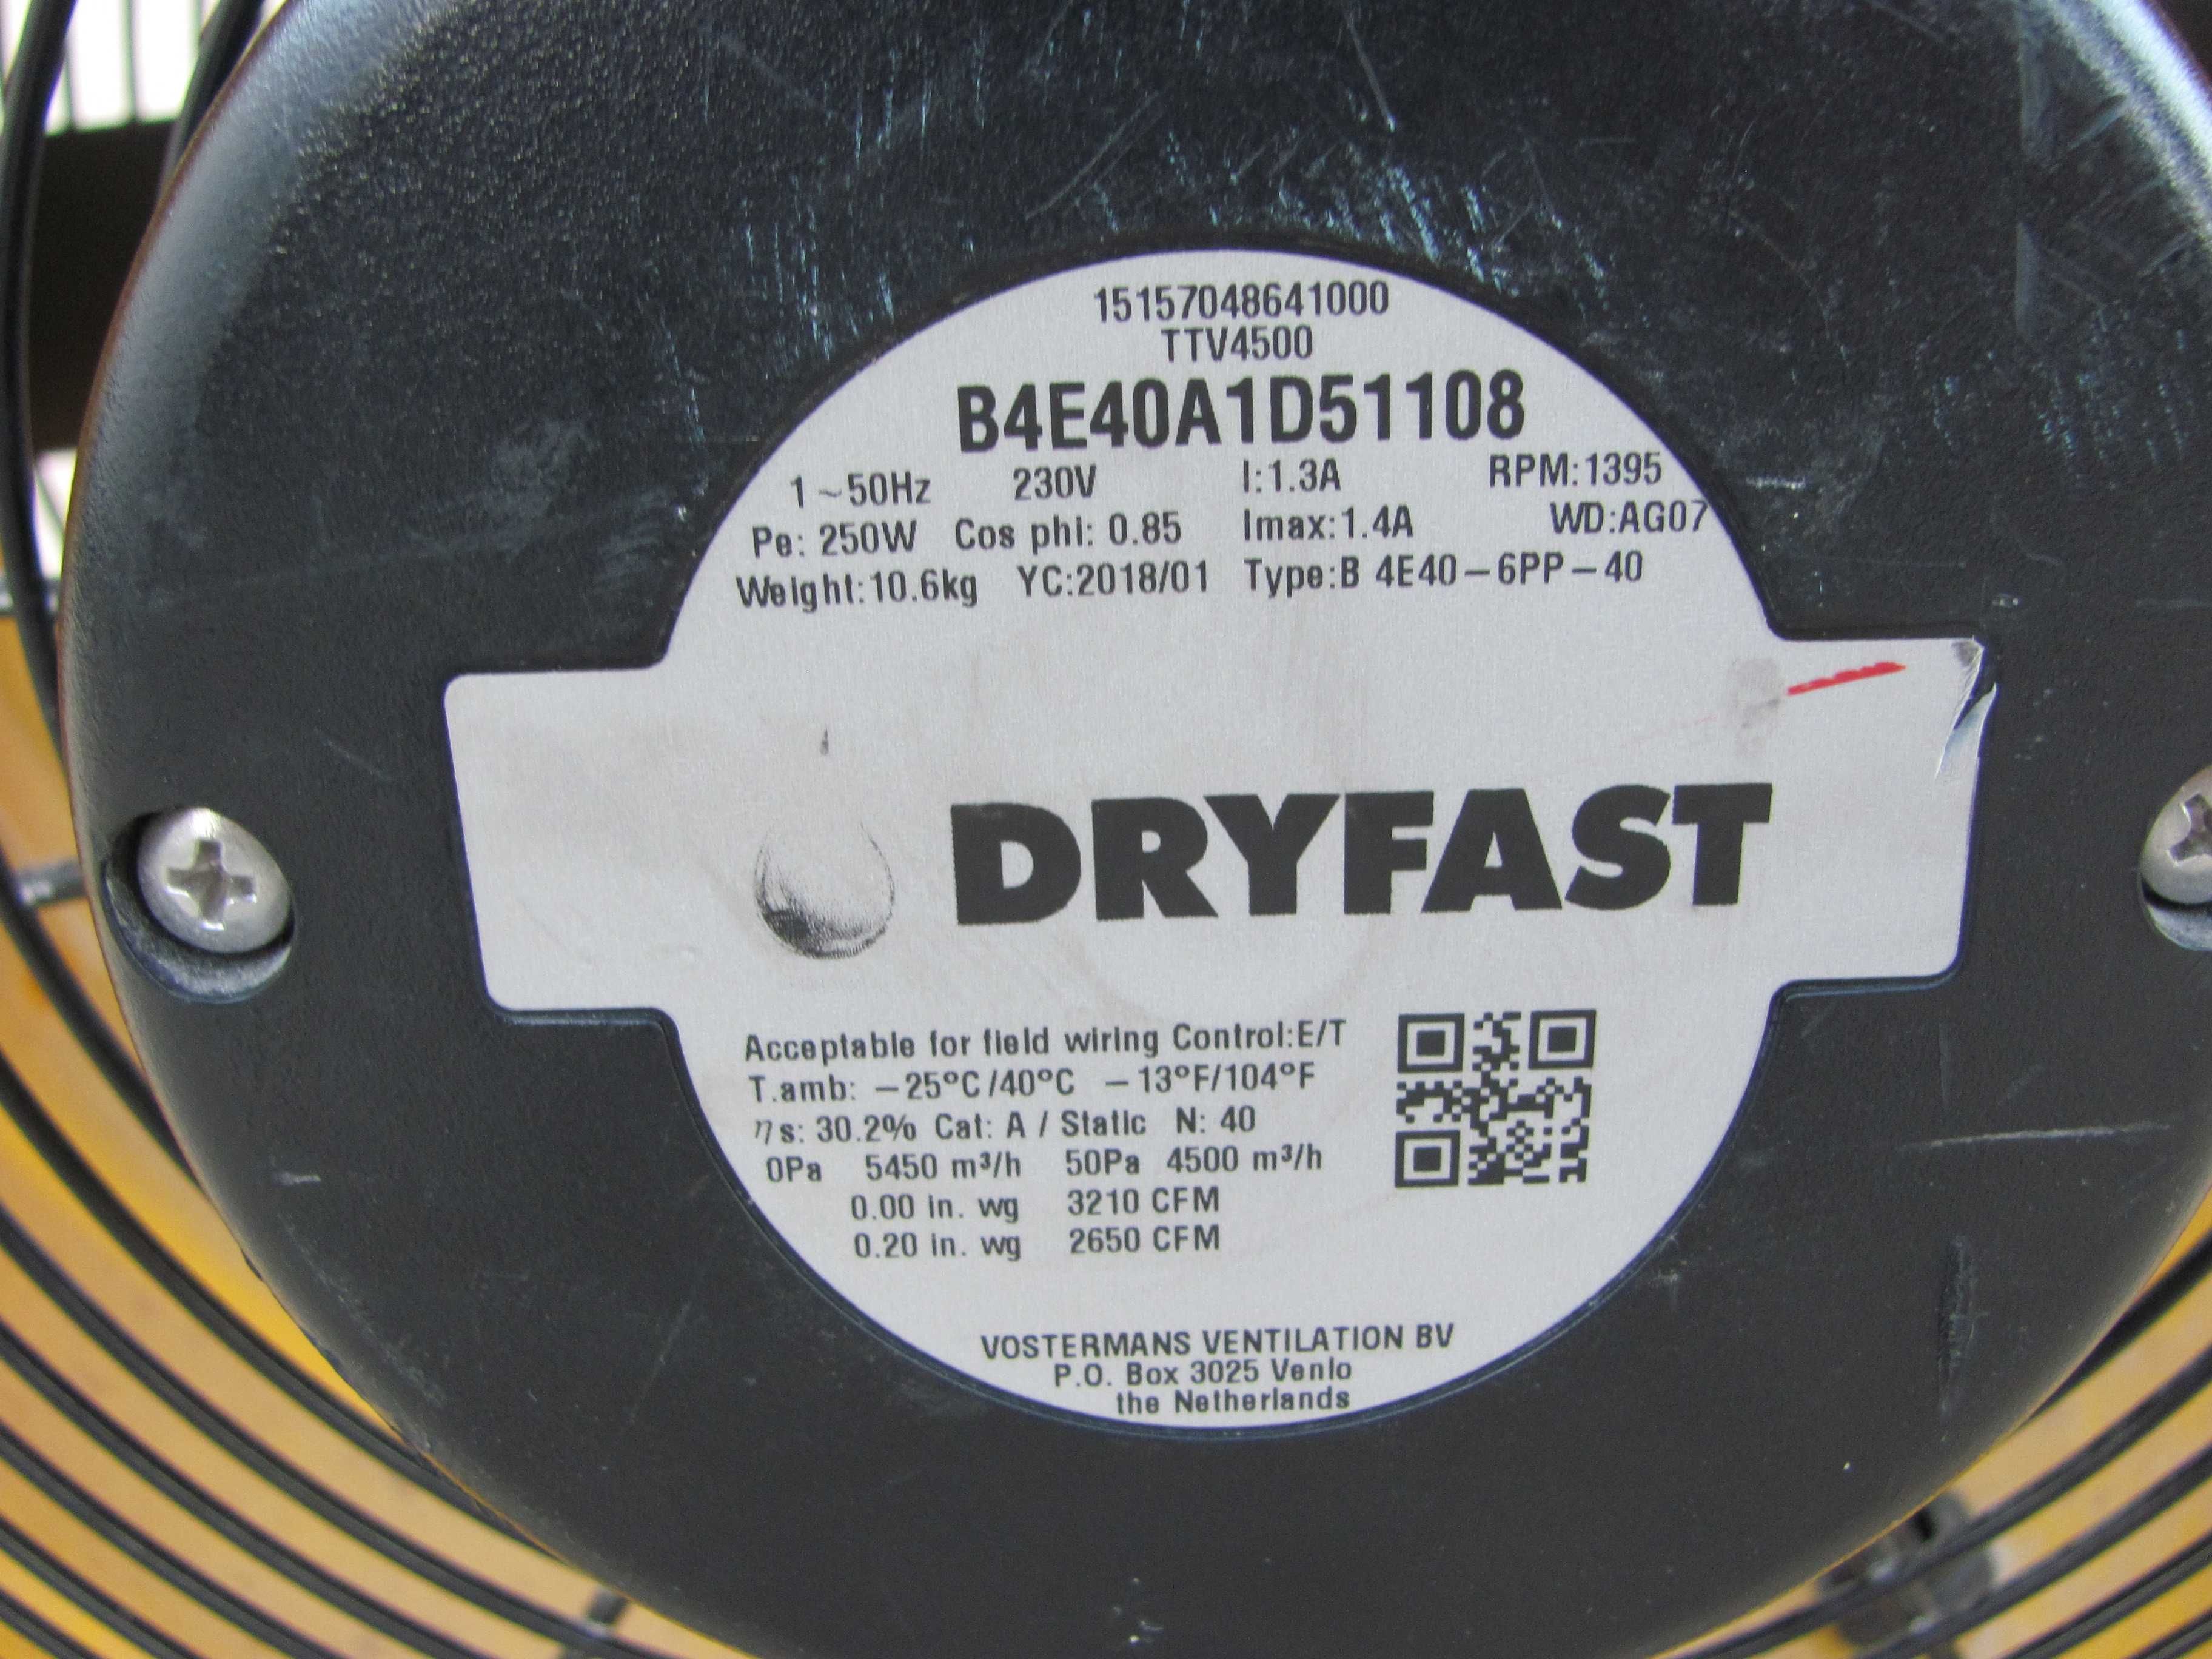 15157048641000
TTV4500
B4E40A1D51108
1~50Hz 230V I:1.3A RPM:1395
Pe: 250W Cos phi: 0.85 Imax:1.4A WD:AG07
Weight:10.6kg YC:2018/01 Type:B 4E40-6PP-40
DRYFAST
Acceptable for field wiring Control:E/T
T.amb: -25°C/40°C -13°F/104°F
ηs: 30.2% Cat: A / Static N: 40
0Pa 5450 m³/h 50Pa 4500 m³/h
0.00 in. wg 3210 CFM
0.20 in. wg 2650 CFM
VOSTERMANS VENTILATION BV
P.O. Box 3025 Venlo
the Netherlands